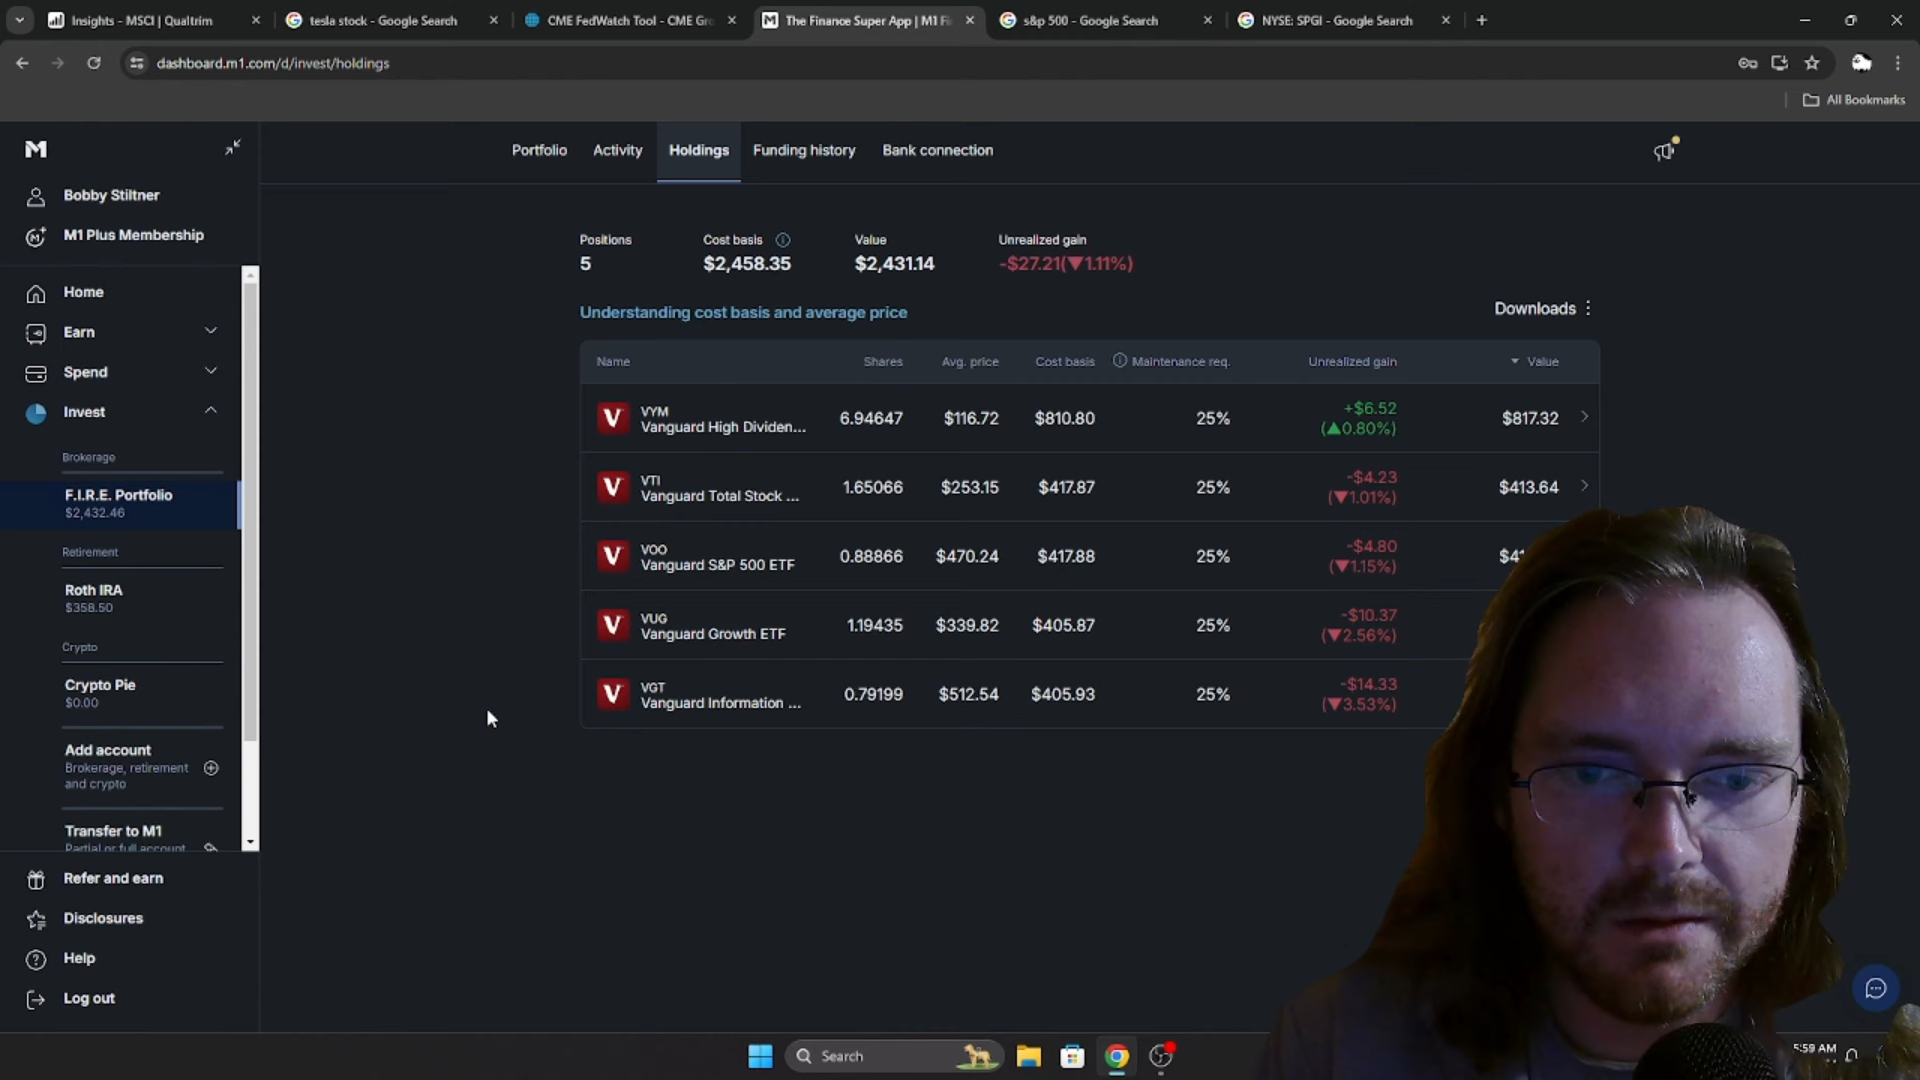 Insights - MSCI | Qualtrim
tesla stock - Google Search
CME FedWatch Tool - CME Gro
The Finance Super App | M1 Fi
s&p 500 - Google Search
NYSE: SPGI - Google Search
dashboard.m1.com/d/invest/holdings
All Bookmarks
Bobby Stiltner
M1 Plus Membership
Home
Earn
Spend
Invest
Brokerage
F.I.R.E. Portfolio
$2,432.46
Retirement
Roth IRA
$358.50
Crypto
Crypto Pie
$0.00
Add account
Brokerage, retirement
and crypto
Transfer to M1
Partial or full account
Refer and earn
Disclosures
Help
Log out
Portfolio Activity Holdings Funding history Bank connection
Positions Cost basis Value Unrealized gain
5 $2,458.35 $2,431.14 -$27.21(▼1.11%)
Understanding cost basis and average price
Downloads
Name Shares Avg. price Cost basis Maintenance req. Unrealized gain Value
VYM
Vanguard High Dividen... 6.94647 $116.72 $810.80 25% +$6.52 (▲0.80%) $817.32
VTI
Vanguard Total Stock ... 1.65066 $253.15 $417.87 25% -$4.23 (▼1.01%) $413.64
VOO
Vanguard S&P 500 ETF 0.88866 $470.24 $417.88 25% -$4.80 (▼1.15%)
VUG
Vanguard Growth ETF 1.19435 $339.82 $405.87 25% -$10.37 (▼2.56%)
VGT
Vanguard Information ... 0.79199 $512.54 $405.93 25% -$14.33 (▼3.53%)
Search
5:59 AM